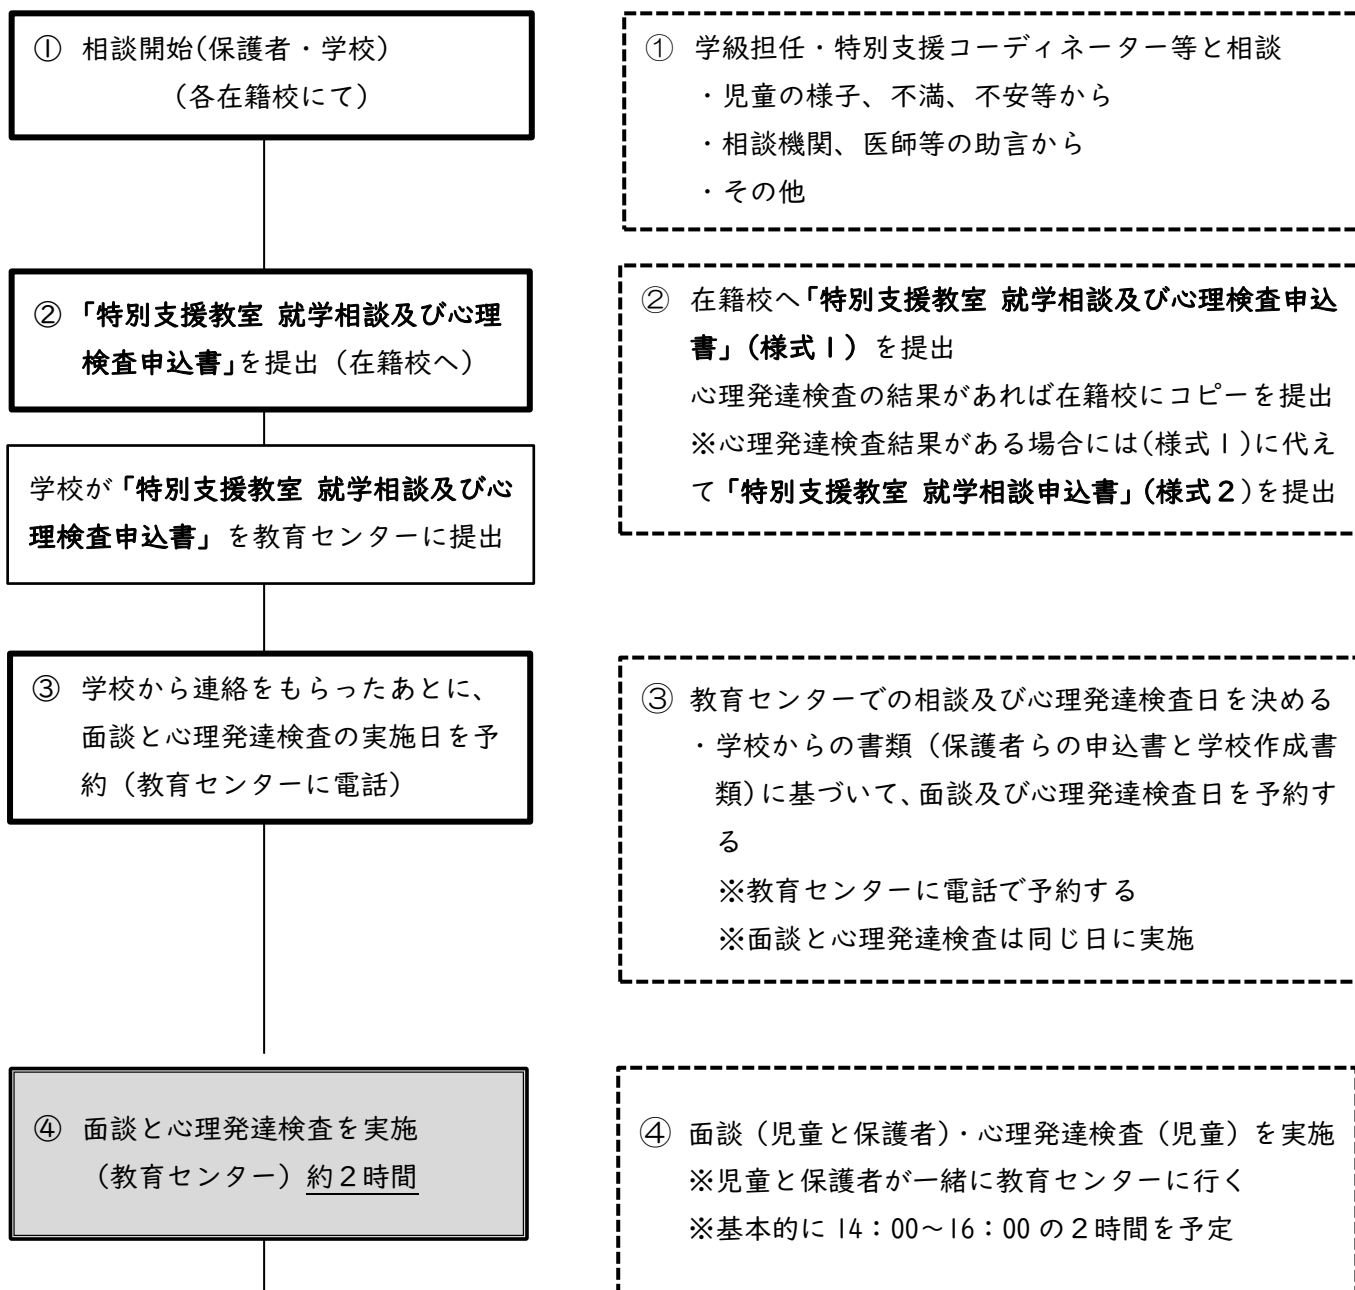 ① 相談開始(保護者・学校)
(各在籍校にて)
① 学級担任・特別支援コーディネーター等と相談
・児童の様子、不満、不安等から
・相談機関、医師等の助言から
・その他
② 「特別支援教室 就学相談及び心理
検査申込書」を提出（在籍校へ）
② 在籍校へ「特別支援教室 就学相談及び心理検査申込
書」（様式１）を提出
心理発達検査の結果があれば在籍校にコピーを提出
※心理発達検査結果がある場合には(様式１)に代え
て「特別支援教室 就学相談申込書」（様式２)を提出
学校が「特別支援教室 就学相談及び心
理検査申込書」を教育センターに提出
③ 学校から連絡をもらったあとに、
面談と心理発達検査の実施日を予
約（教育センターに電話）
③ 教育センターでの相談及び心理発達検査日を決める
・学校からの書類（保護者らの申込書と学校作成書
類)に基づいて、面談及び心理発達検査日を予約す
る
※教育センターに電話で予約する
※面談と心理発達検査は同じ日に実施
④ 面談と心理発達検査を実施
（教育センター）約２時間
④ 面談（児童と保護者）・心理発達検査（児童）を実施
※児童と保護者が一緒に教育センターに行く
※基本的に 14：00～16：00 の２時間を予定